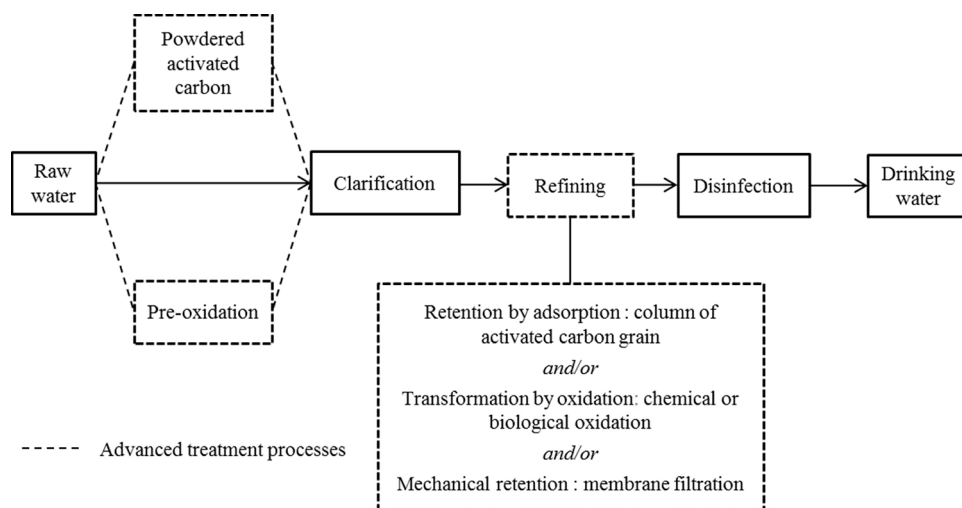 Powdered
activated
carbon
Raw
water
Clarification
Refining
Disinfection
Drinking
water
Pre-oxidation
Retention by adsorption : column of
activated carbon grain
and/or
Transformation by oxidation: chemical or
biological oxidation
and/or
Mechanical retention : membrane filtration
Advanced treatment processes